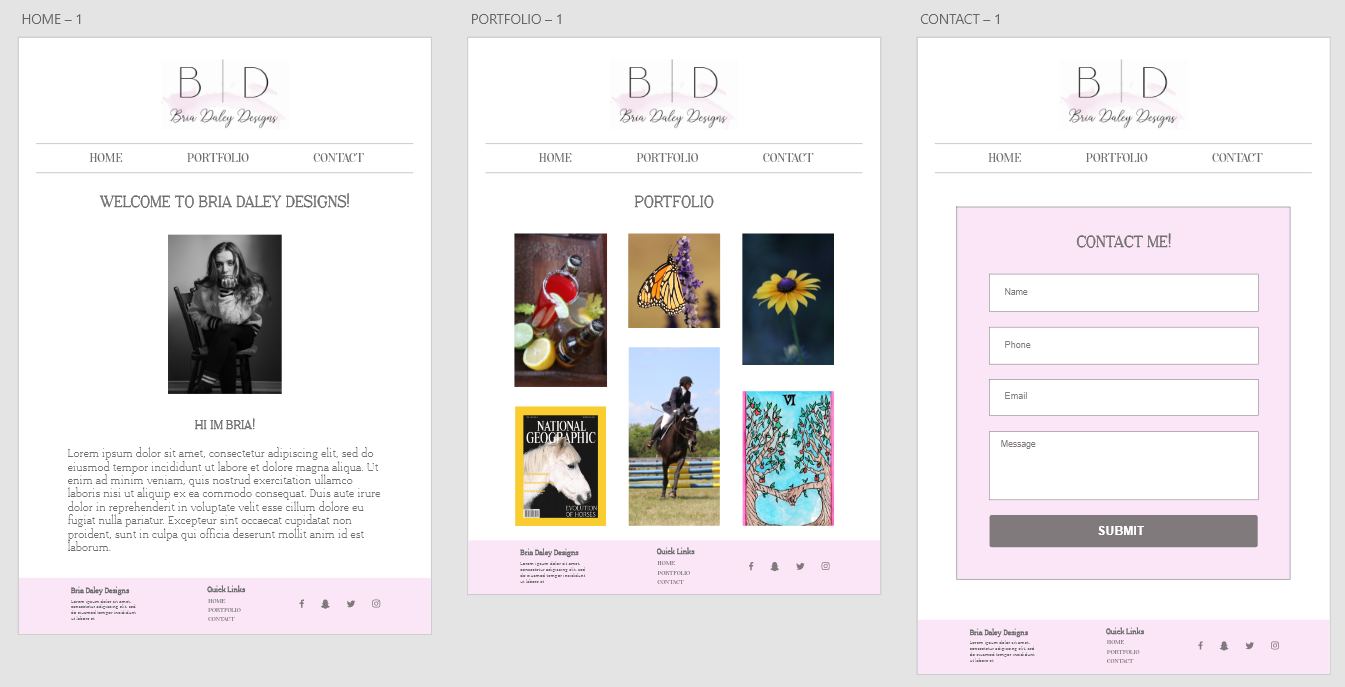 HOME – 1
B | D
Bria Daley Designs
HOME PORTFOLIO CONTACT
WELCOME TO BRIA DALEY DESIGNS!
HI IM BRIA!
Lorem ipsum dolor sit amet, consectetur adipiscing elit, sed do
eiusmod tempor incididunt ut labore et dolore magna aliqua. Ut
enim ad minim veniam, quis nostrud exercitation ullamco
laboris nisi ut aliquip ex ea commodo consequat. Duis aute irure
dolor in reprehenderit in voluptate velit esse cillum dolore eu
fugiat nulla pariatur. Excepteur sint occaecat cupidatat non
proident, sunt in culpa qui officia deserunt mollit anim id est
laborum.
Bria Daley Designs
Lorem ipsum dolor sit amet,
consectetur adipiscing elit, sed
do eiusmod tempor incididunt
ut labore et
Quick Links
HOME
PORTFOLIO
CONTACT
PORTFOLIO – 1
B | D
Bria Daley Designs
HOME PORTFOLIO CONTACT
PORTFOLIO
NATIONAL
GEOGRAPHIC
EVOLUTION
OF HORSES
VI
Bria Daley Designs
Lorem ipsum dolor sit amet,
consectetur adipiscing elit, sed
do eiusmod tempor incididunt
ut labore et
Quick Links
HOME
PORTFOLIO
CONTACT
CONTACT – 1
B | D
Bria Daley Designs
HOME PORTFOLIO CONTACT
CONTACT ME!
Name
Phone
Email
Message
SUBMIT
Bria Daley Designs
Lorem ipsum dolor sit amet,
consectetur adipiscing elit, sed
do eiusmod tempor incididunt
ut labore et
Quick Links
HOME
PORTFOLIO
CONTACT